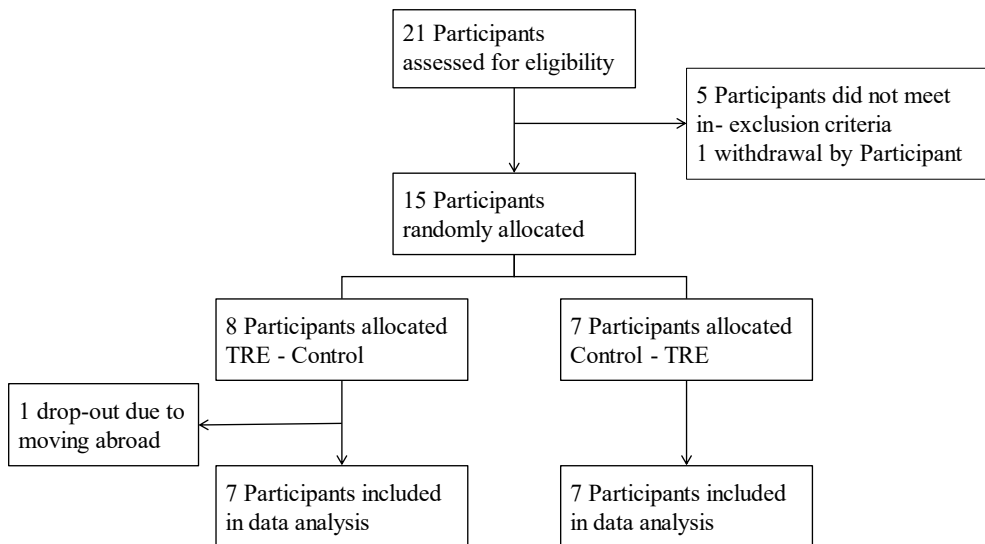 21 Participants
assessed for eligibility
5 Participants did not meet
in- exclusion criteria
1 withdrawal by Participant
15 Participants
randomly allocated
8 Participants allocated
TRE - Control
7 Participants allocated
Control - TRE
1 drop-out due to
moving abroad
7 Participants included
in data analysis
7 Participants included
in data analysis